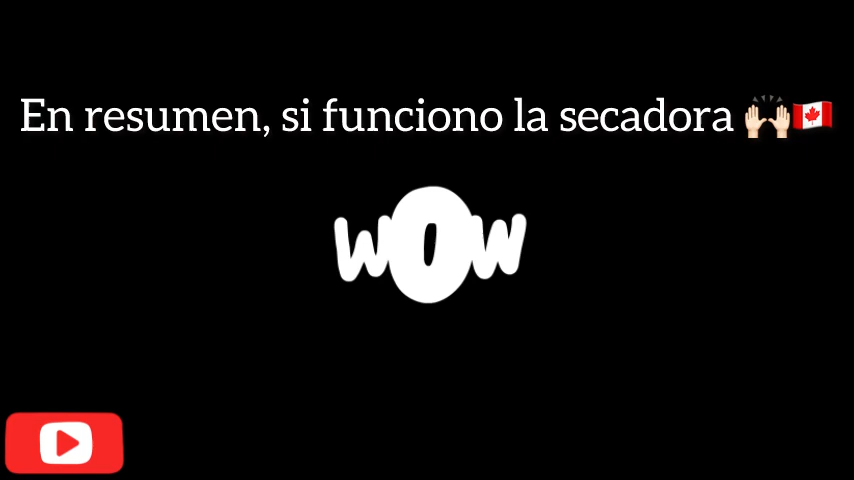 En resumen, si funciono la secadora 🙌🏻🇨🇦
WOW